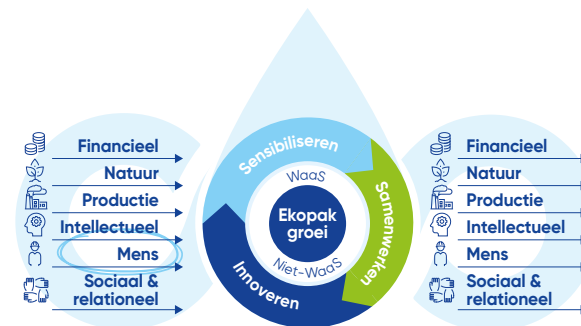 Financieel
Natuur
Productie
Intellectueel
Mens
Sociaal &
relationeel
Sensibiliseren
Samenwerken
Innoveren
WaaS
Ekopak
groei
Niet-WaaS
Financieel
Natuur
Productie
Intellectueel
Mens
Sociaal &
relationeel